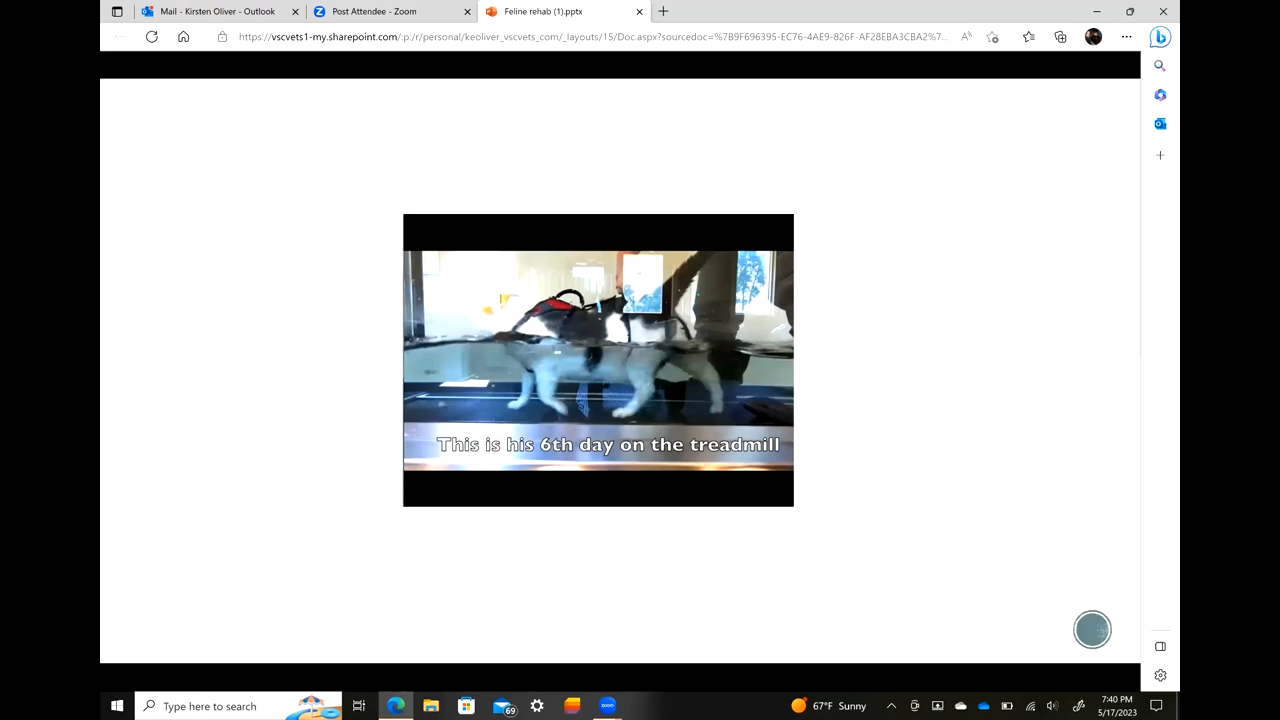 Mail - Kirsten Oliver - Outlook
Post Attendee - Zoom
Feline rehab (1).pptx
https://vscvets1-my.sharepoint.com/:p:/r/personal/keoliver_vscvets_com/_layouts/15/Doc.aspx?sourcedoc=%7B9F696395-EC76-4AE9-826F-AF28EBA3CBA2%7...
This is his 6th day on the treadmill
Type here to search
69
zoom
67°F Sunny
7:40 PM
5/17/2023